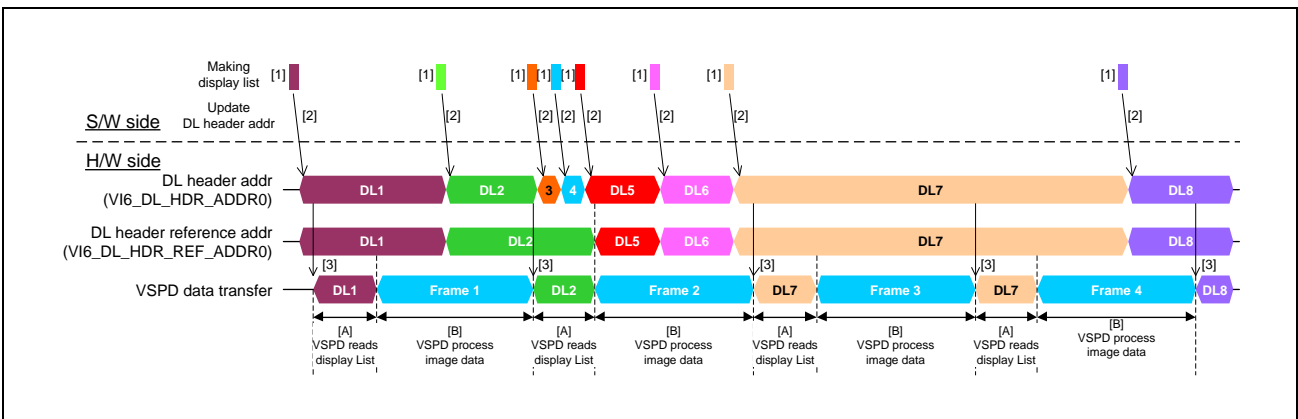 Making
display list
[1] [1] [1] [1] [1] [1] [1] [1]
Update
DL header addr
[2] [2] [2] [2] [2] [2] [2] [2]
S/W side
H/W side
DL header addr
(VI6_DL_HDR_ADDR0)
DL1 DL2 3 4 DL5 DL6 DL7 DL8
DL header reference addr
(VI6_DL_HDR_REF_ADDR0)
DL1 DL2 DL5 DL6 DL7 DL8
[3] [3] [3] [3] [3]
VSPD data transfer
DL1 Frame 1 DL2 Frame 2 DL7 Frame 3 DL7 Frame 4 DL8
[A] [B] [A] [B] [A] [B] [A] [B]
VSPD reads VSPD process VSPD reads VSPD process VSPD reads VSPD process VSPD reads VSPD process
display List image data display List image data display List image data display List image data